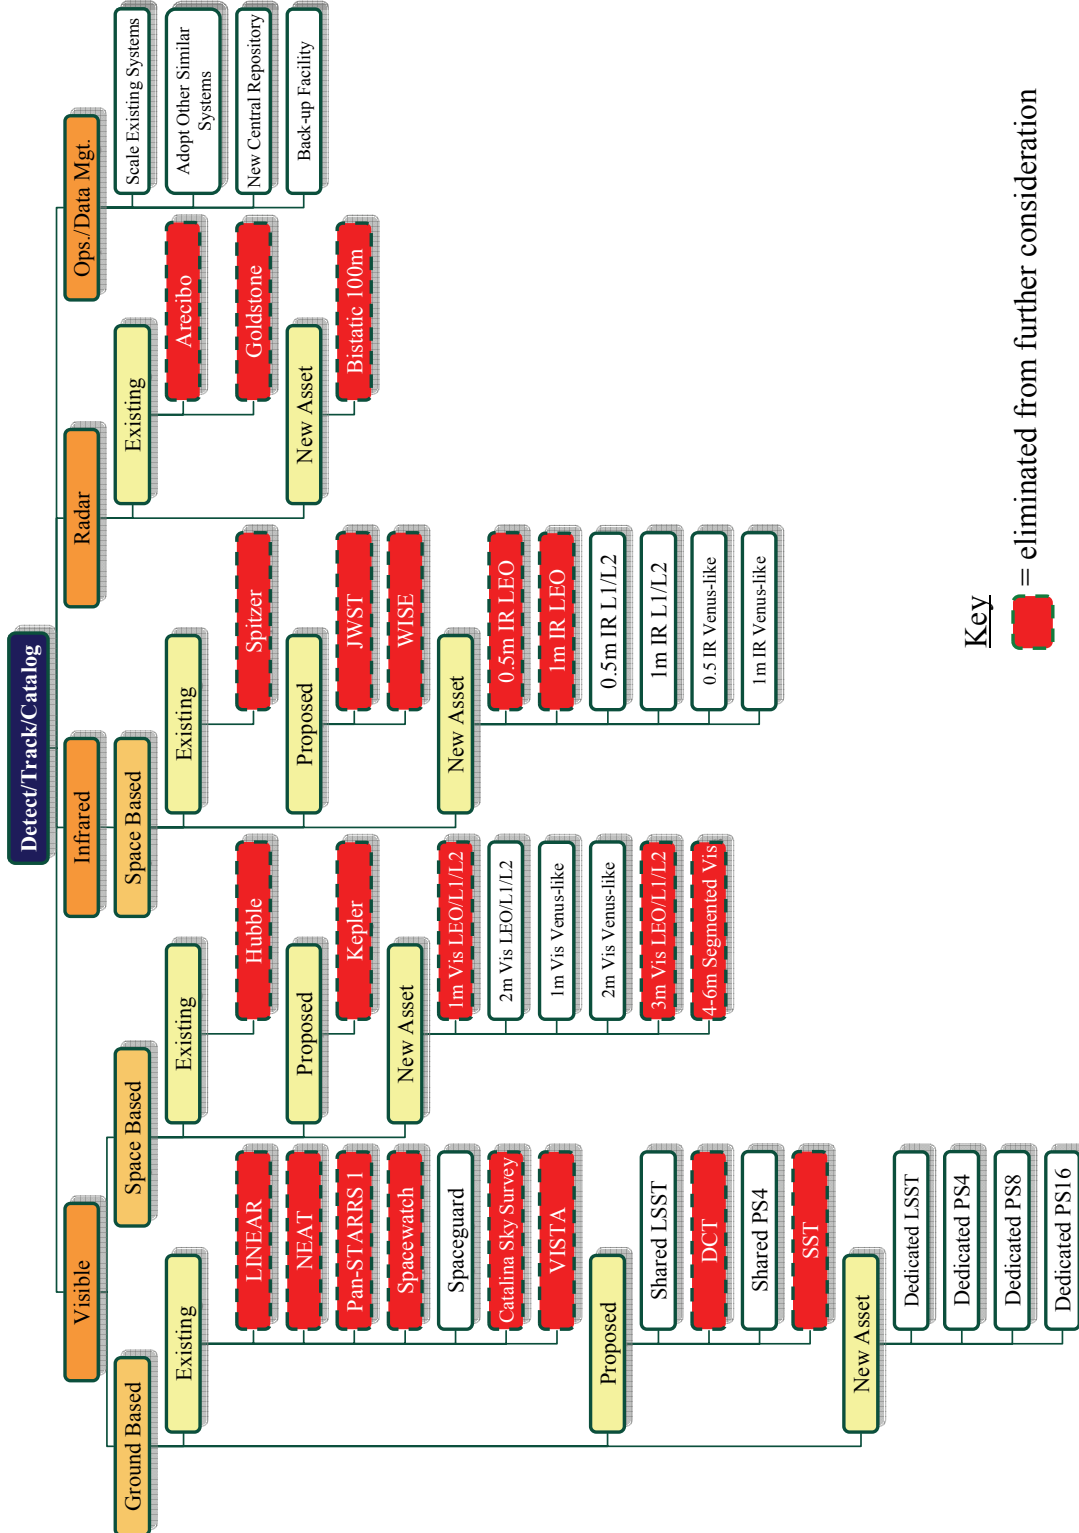 Detect/Track/Catalog
Visible
Ground Based
Existing
LINEAR
NEAT
Pan-STARRS 1
Spacewatch
Spaceguard
Catalina Sky Survey
VISTA
Proposed
Shared LSST
DCT
Shared PS4
SST
New Asset
Dedicated LSST
Dedicated PS4
Dedicated PS8
Dedicated PS16
Space Based
Existing
Hubble
Proposed
Kepler
New Asset
1m Vis LEO/L1/L2
2m Vis LEO/L1/L2
1m Vis Venus-like
2m Vis Venus-like
3m Vis LEO/L1/L2
4-6m Segmented Vis
Infrared
Space Based
Existing
Spitzer
Proposed
JWST
WISE
New Asset
0.5m IR LEO
1m IR LEO
0.5m IR L1/L2
1m IR L1/L2
0.5 IR Venus-like
1m IR Venus-like
Radar
Existing
Arecibo
Goldstone
New Asset
Bistatic 100m
Ops./Data Mgt.
Scale Existing Systems
Adopt Other Similar
Systems
New Central Repository
Back-up Facility
Key
= eliminated from further consideration